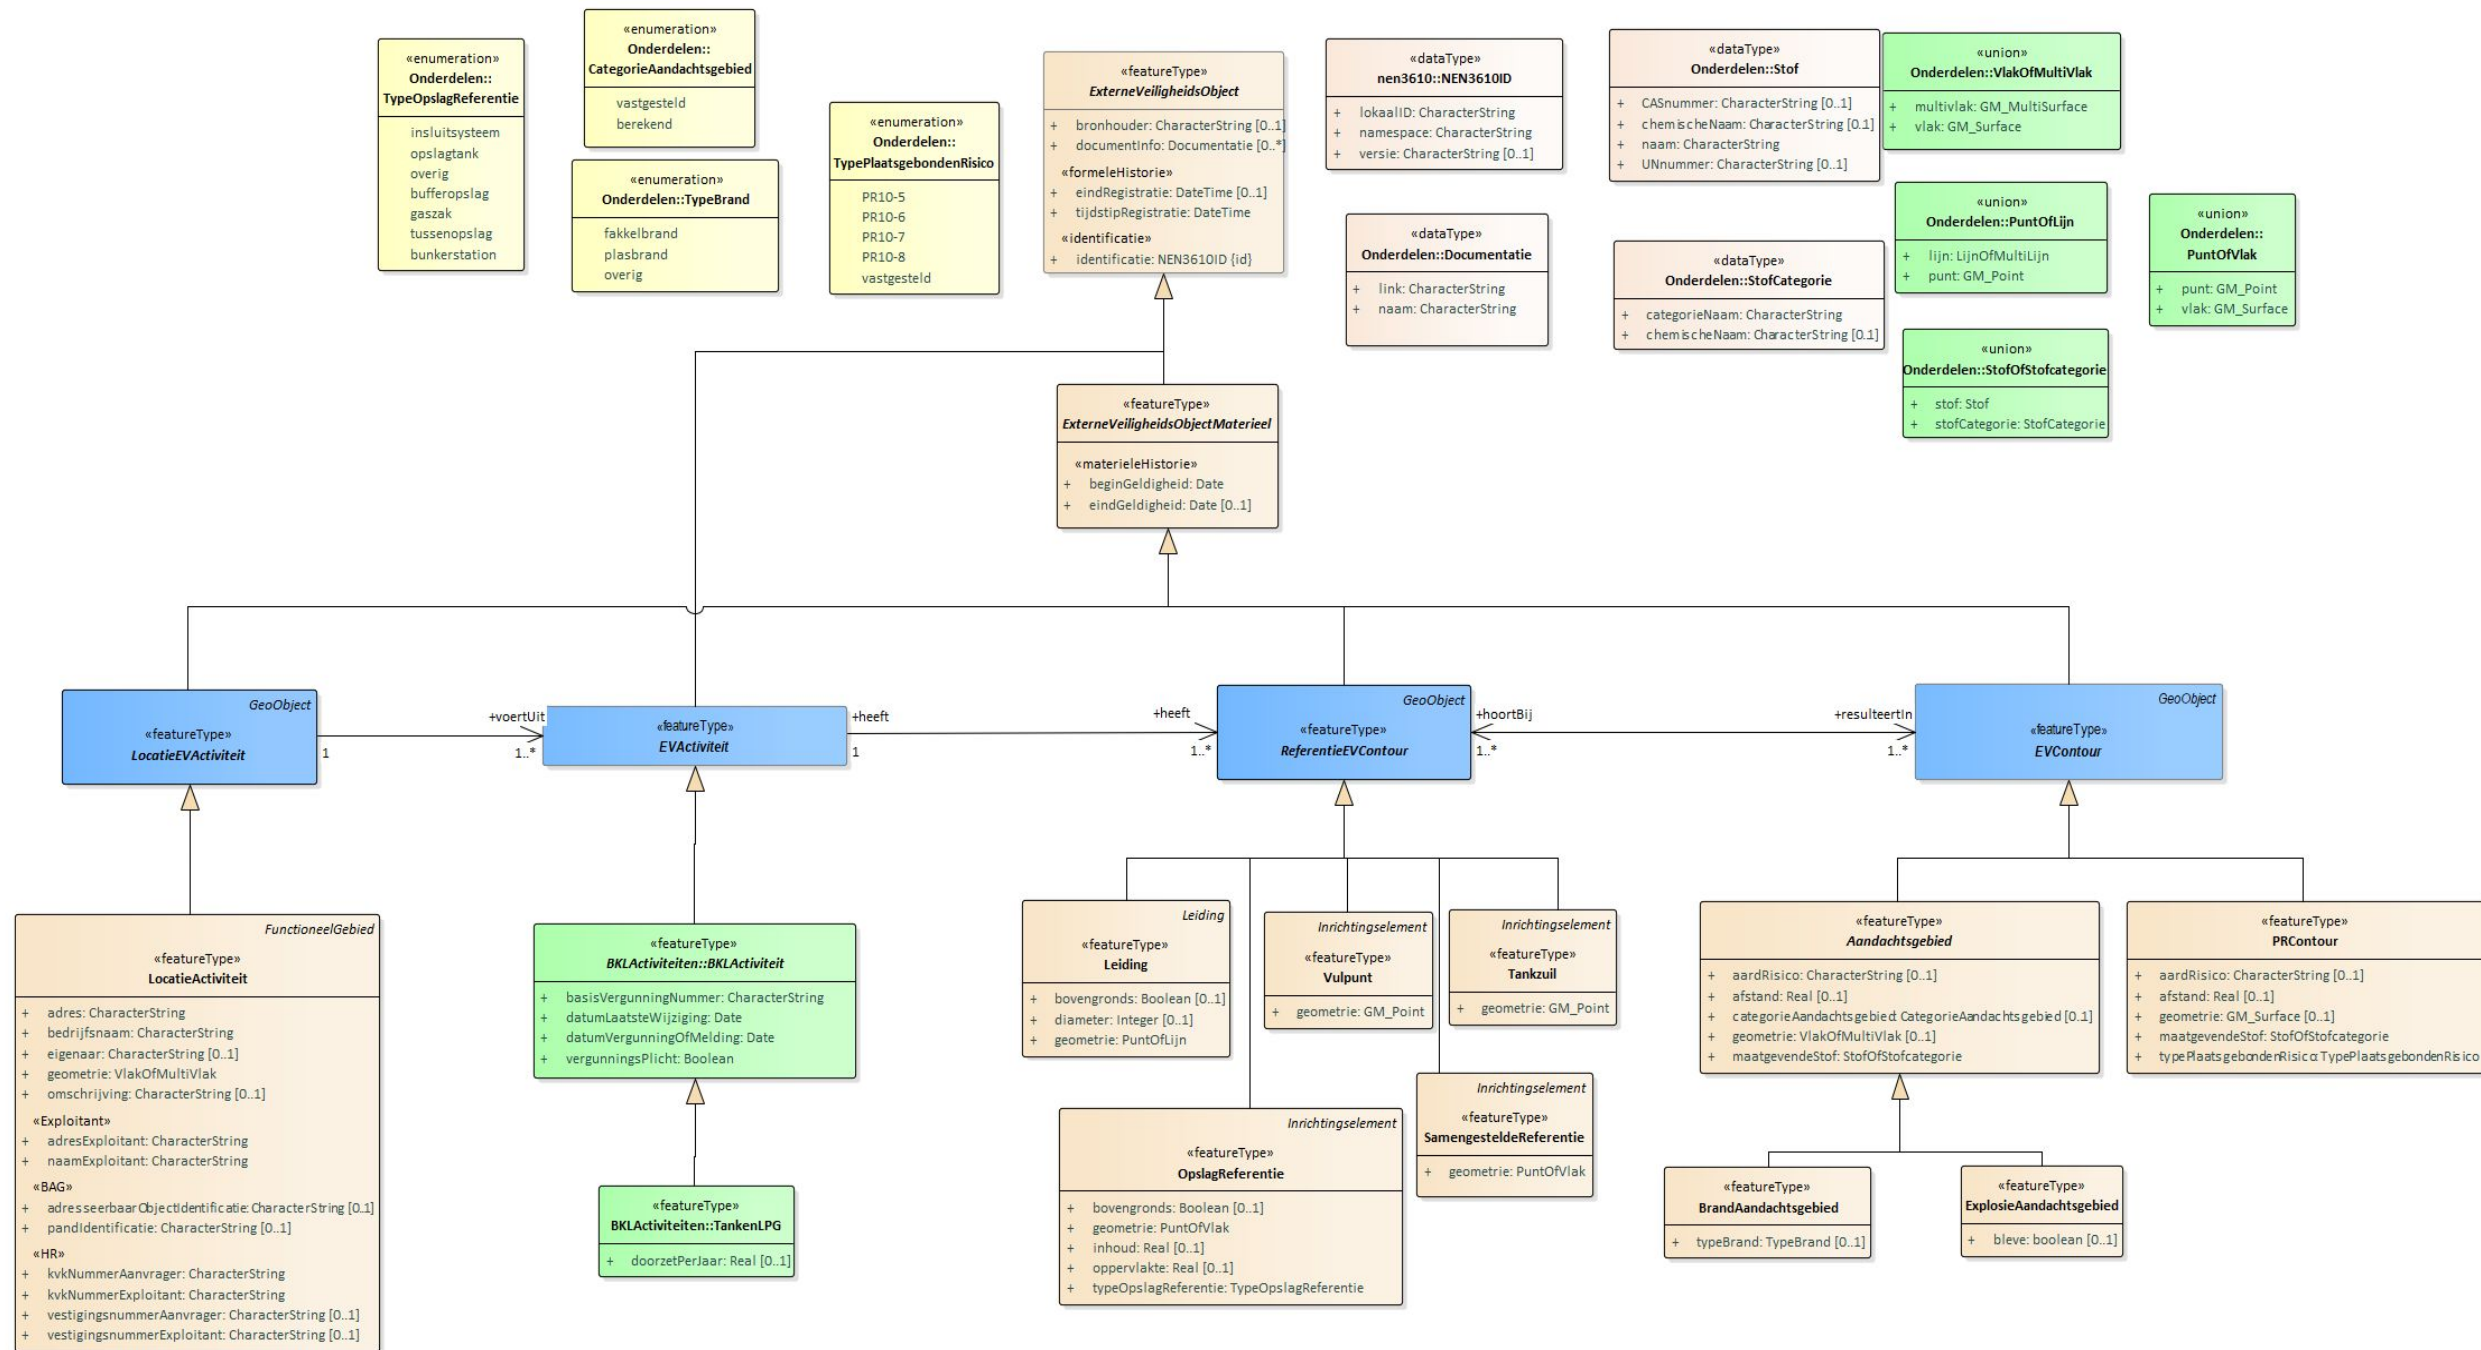 «enumeration»
Onderdelen::
TypeOpslagReferentie
insluitsysteem
opslagtank
overig
bufferopslag
gaszak
tussenopslag
bunkerstation
«enumeration»
Onderdelen::
CategorieAandachtsgebied
vastgesteld
berekend
«enumeration»
Onderdelen::TypeBrand
fakkelbrand
plasbrand
overig
«enumeration»
Onderdelen::
TypePlaatsgebondenRisico
PR10-5
PR10-6
PR10-7
PR10-8
vastgesteld
«featureType»
ExterneVeiligheidsObject
+ bronhouder: CharacterString [0..1]
+ documentInfo: Documentatie [0..*]
«formeleHistorie»
+ eindRegistratie: DateTime [0..1]
+ tijdstipRegistratie: DateTime
«identificatie»
+ identificatie: NEN3610ID {id}
«dataType»
nen3610::NEN3610ID
+ lokaalID: CharacterString
+ namespace: CharacterString
+ versie: CharacterString [0..1]
«dataType»
Onderdelen::Documentatie
+ link: CharacterString
+ naam: CharacterString
«dataType»
Onderdelen::Stof
+ CASnummer: CharacterString [0..1]
+ chemischeNaam: CharacterString [0.1]
+ naam: CharacterString
+ UNnummer: CharacterString [0..1]
«dataType»
Onderdelen::StofCategorie
+ categorieNaam: CharacterString
+ chemischeNaam: CharacterString [0.1]
«union»
Onderdelen::VlakOfMultiVlak
+ multivlak: GM_MultiSurface
+ vlak: GM_Surface
«union»
Onderdelen::PuntOfLijn
+ lijn: LijnOfMultiLijn
+ punt: GM_Point
«union»
Onderdelen::
PuntOfVlak
+ punt: GM_Point
+ vlak: GM_Surface
«union»
Onderdelen::StofOfStofcategorie
+ stof: Stof
+ stofCategorie: StofCategorie
«featureType»
ExterneVeiligheidsObjectMaterieel
«materieleHistorie»
+ beginGeldigheid: Date
+ eindGeldigheid: Date [0..1]
GeoObject
«featureType»
LocatieEVActiviteit
1
+voertUit
1..*
«featureType»
EVActiviteit
+heeft
1
+heeft
1..*
GeoObject
«featureType»
ReferentieEVContour
+hoortBij
1..*
+resulteertIn
1..*
GeoObject
«featureType»
EVContour
FunctioneelGebied
«featureType»
LocatieActiviteit
+ adres: CharacterString
+ bedrijfsnaam: CharacterString
+ eigenaar: CharacterString [0..1]
+ geometrie: VlakOfMultiVlak
+ omschrijving: CharacterString [0..1]
«Exploitant»
+ adresExploitant: CharacterString
+ naamExploitant: CharacterString
«BAG»
+ adresseerbaarObjectIdentificatie: CharacterString [0.1]
+ pandIdentificatie: CharacterString [0..1]
«HR»
+ kvkNummerAanvrager: CharacterString
+ kvkNummerExploitant: CharacterString
+ vestigingsnummerAanvrager: CharacterString [0..1]
+ vestigingsnummerExploitant: CharacterString [0..1]
«featureType»
BKLActiviteiten::BKLActiviteit
+ basisVergunningNummer: CharacterString
+ datumLaatsteWijziging: Date
+ datumVergunningOfMelding: Date
+ vergunningsPlicht: Boolean
«featureType»
BKLActiviteiten::TankenLPG
+ doorzetPerJaar: Real [0..1]
Leiding
«featureType»
Leiding
+ bovengronds: Boolean [0..1]
+ diameter: Integer [0..1]
+ geometrie: PuntOfLijn
Inrichtingselement
«featureType»
Vulpunt
+ geometrie: GM_Point
Inrichtingselement
«featureType»
Tankzuil
+ geometrie: GM_Point
Inrichtingselement
«featureType»
OpslagReferentie
+ bovengronds: Boolean [0..1]
+ geometrie: PuntOfVlak
+ inhoud: Real [0..1]
+ oppervlakte: Real [0..1]
+ typeOpslagReferentie: TypeOpslagReferentie
Inrichtingselement
«featureType»
SamengesteldeReferentie
+ geometrie: PuntOfVlak
«featureType»
Aandachtsgebied
+ aardRisico: CharacterString [0..1]
+ afstand: Real [0..1]
+ categorieAandachtsgebied: CategorieAandachtsgebied [0.1]
+ geometrie: VlakOfMultiVlak [0..1]
+ maatgevendeStof: StofOfStofcategorie
«featureType»
PRContour
+ aardRisico: CharacterString [0..1]
+ afstand: Real [0..1]
+ geometrie: GM_Surface [0..1]
+ maatgevendeStof: StofOfStofcategorie
+ typePlaatsgebondenRisico: TypePlaatsgebondenRisico
«featureType»
BrandAandachtsgebied
+ typeBrand: TypeBrand [0..1]
«featureType»
ExplosieAandachtsgebied
+ bleve: boolean [0..1]